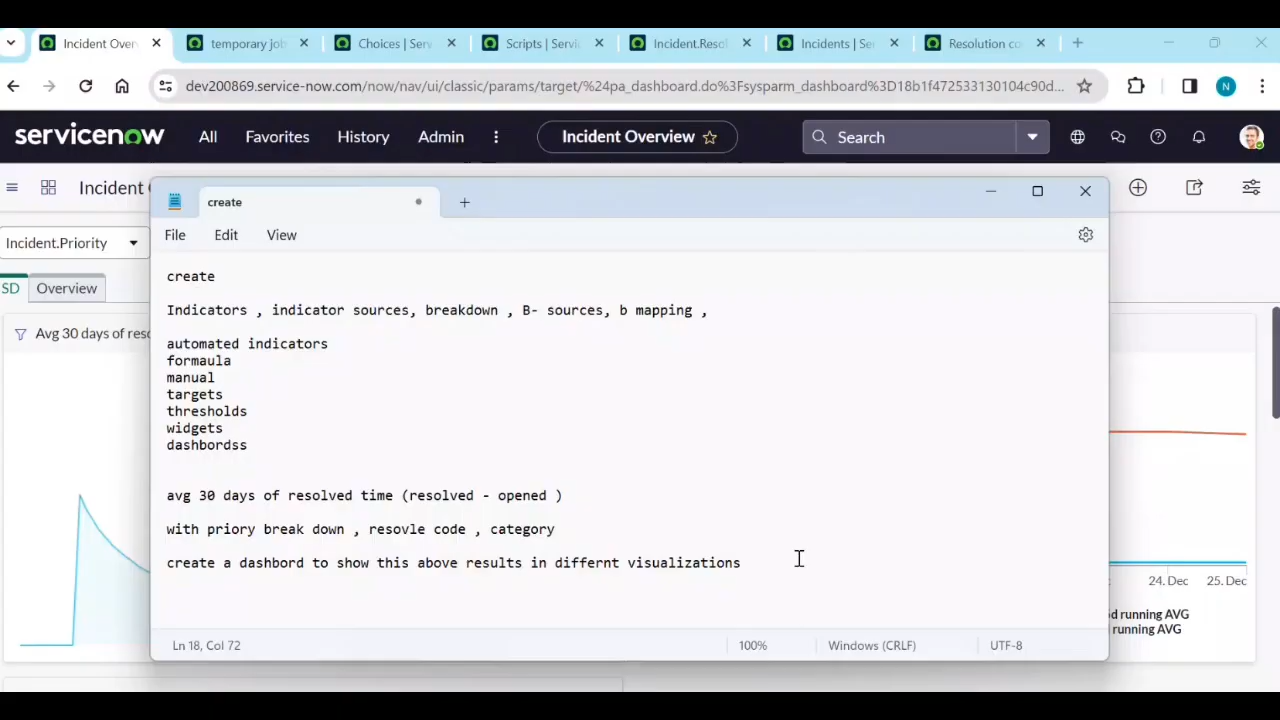 Incident Over
temporary job
Choices | Serv
Scripts | Servic
Incident.Resol
Incidents | Ser
Resolution co
dev200869.service-now.com/now/nav/ui/classic/params/target/%24pa_dashboard.do%3Fsysparm_dashboard%3D18b1f472533130104c90d...
N
servicenow
All
Favorites
History
Admin
Incident Overview
Search
Incident
create
Incident.Priority
File
Edit
View
SD
Overview
create
Indicators , indicator sources, breakdown , B- sources, b mapping ,
Avg 30 days of reso
automated indicators
formaula
manual
targets
thresholds
widgets
dashbordss
avg 30 days of resolved time (resolved - opened )
with priory break down , resovle code , category
create a dashbord to show this above results in differnt visualizations
24. Dec
25. Dec
d running AVG
running AVG
Ln 18, Col 72
100%
Windows (CRLF)
UTF-8